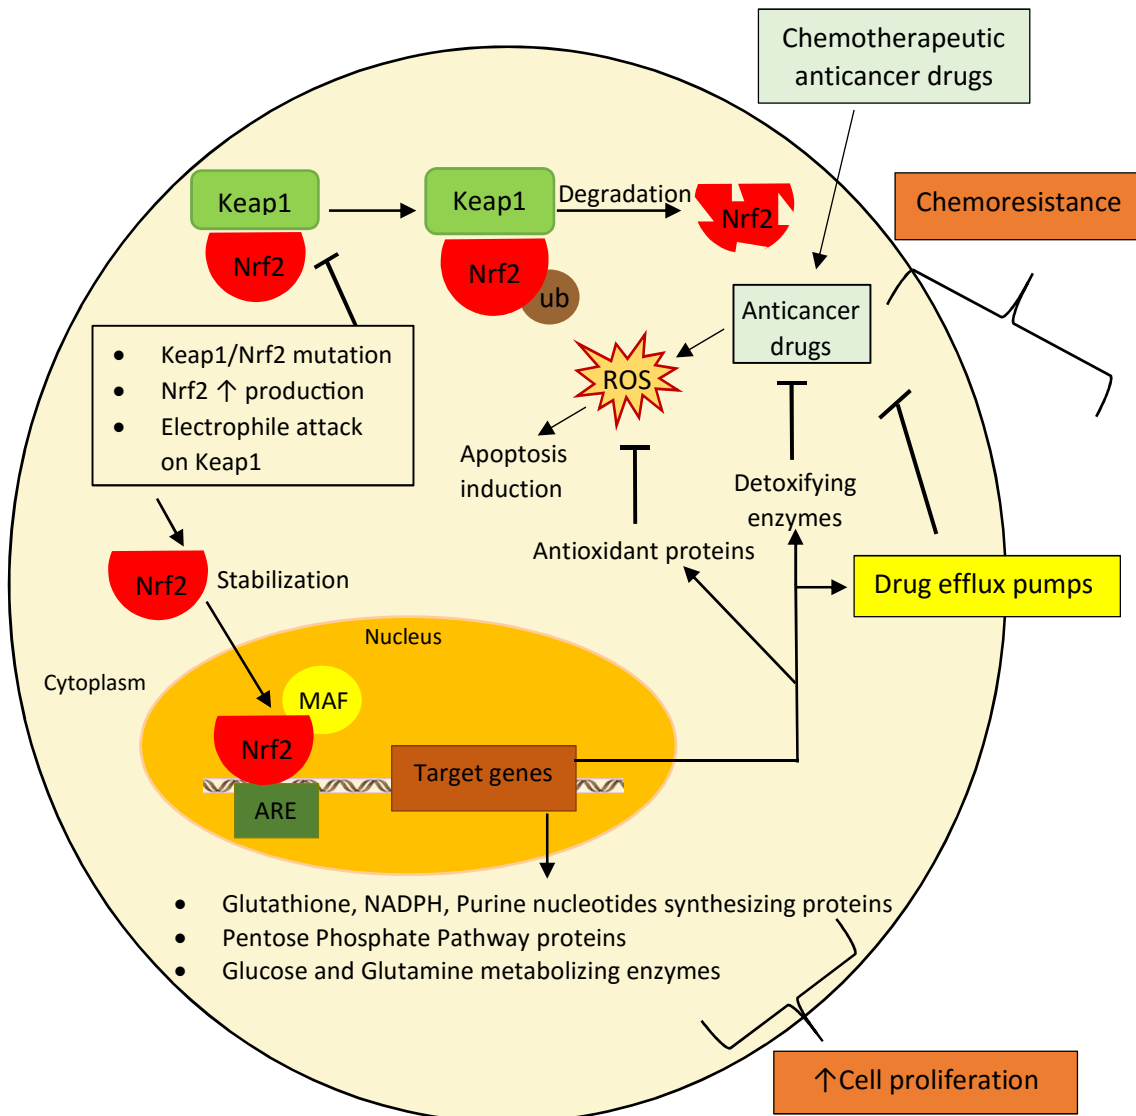 Chemotherapeutic
anticancer drugs
Keap1
Nrf2
Keap1
Nrf2
ub
Degradation
Nrf2
Chemoresistance
• Keap1/Nrf2 mutation
• Nrf2 ↑ production
• Electrophile attack
on Keap1
Anticancer
drugs
ROS
Apoptosis
induction
Detoxifying
enzymes
Antioxidant proteins
Drug efflux pumps
Nrf2
Stabilization
Nucleus
Cytoplasm
MAF
Nrf2
ARE
Target genes
• Glutathione, NADPH, Purine nucleotides synthesizing proteins
• Pentose Phosphate Pathway proteins
• Glucose and Glutamine metabolizing enzymes
↑Cell proliferation